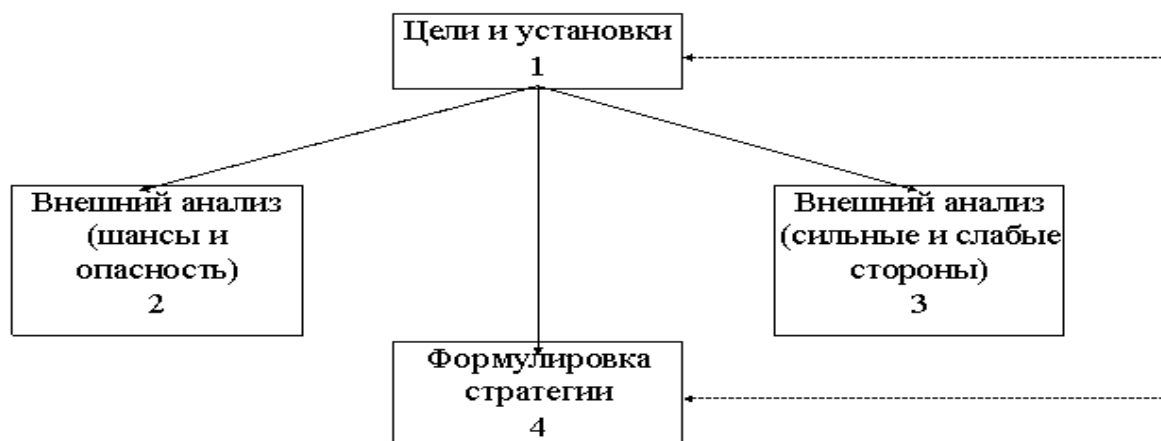 Цели и установки
1
Внешний анализ
(шансы и
опасность)
2
Внешний анализ
(сильные и слабые
стороны)
3
Формулировка
стратегии
4